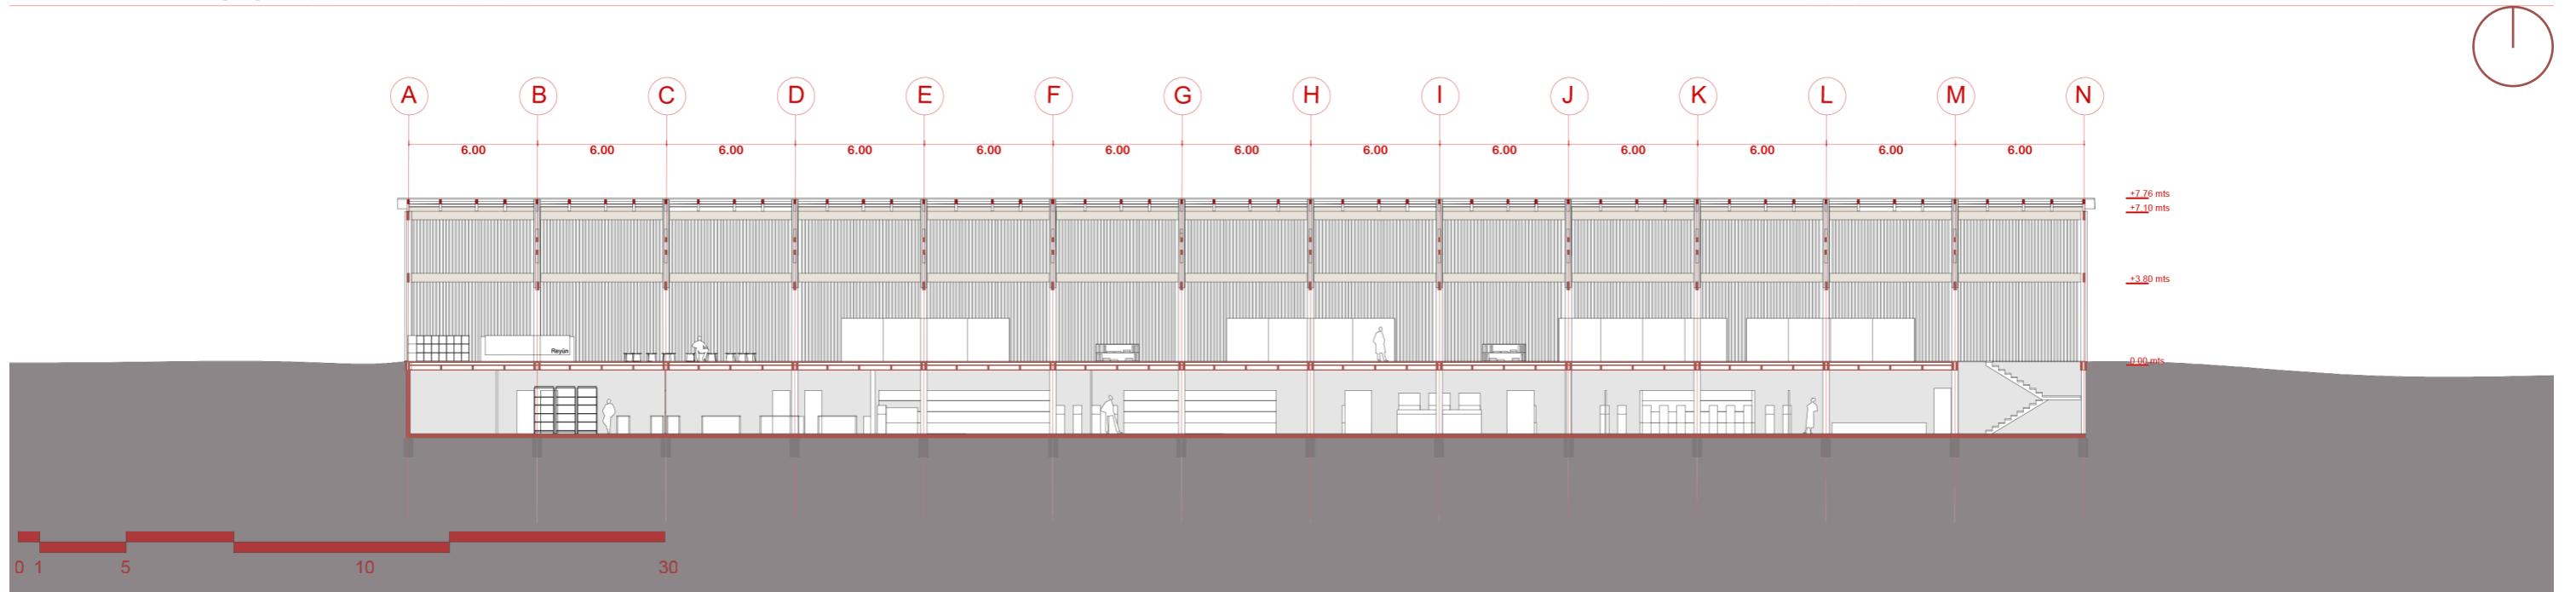 A B C D E F G H I J K L M N
6.00 6.00 6.00 6.00 6.00 6.00 6.00 6.00 6.00 6.00 6.00 6.00 6.00
+7.76 mts
+7.10 mts
+3.80 mts
Reyün
0.00 mts
0 1 5 10 30